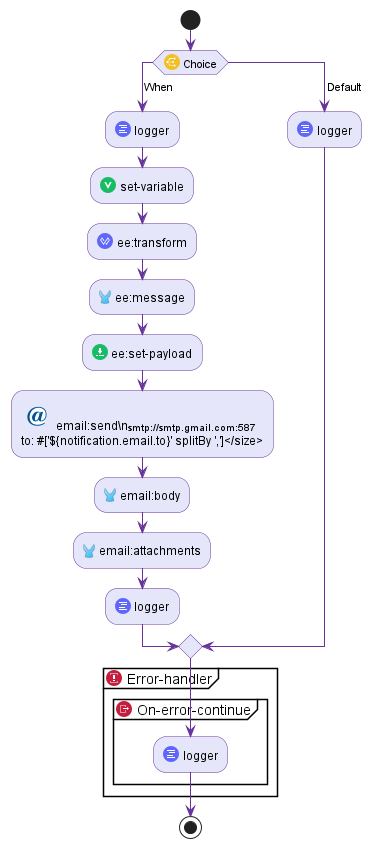 Choice
When
Default
logger
logger
set-variable
ee:transform
ee:message
ee:set-payload
email:send\nsmtp://smtp.gmail.com:587
to: #['${notification.email.to}' splitBy ',']</size>
email:body
email:attachments
logger
Error-handler
On-error-continue
logger